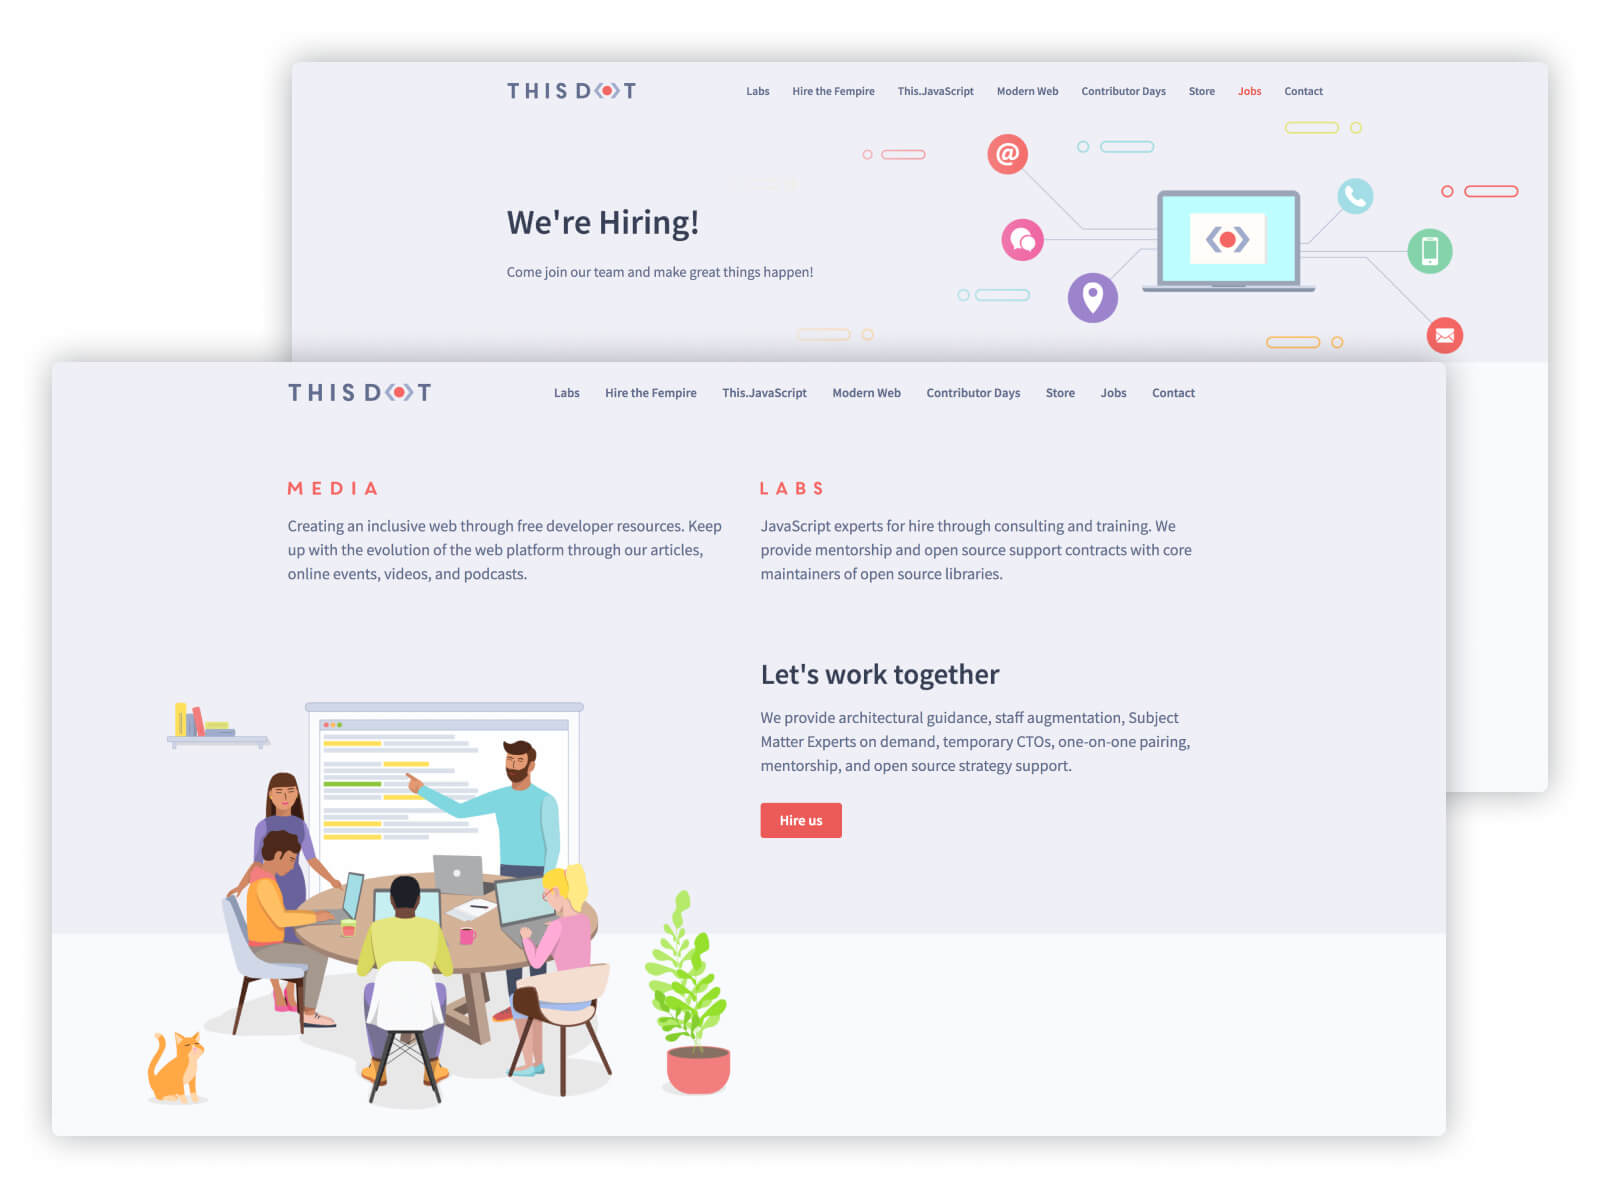 THIS DOT
Labs Hire the Fempire This.JavaScript Modern Web Contributor Days Store Jobs Contact
@
We're Hiring!
Come join our team and make great things happen!
THIS DOT
Labs Hire the Fempire This.JavaScript Modern Web Contributor Days Store Jobs Contact
MEDIA
Creating an inclusive web through free developer resources. Keep
up with the evolution of the web platform through our articles,
online events, videos, and podcasts.
LABS
JavaScript experts for hire through consulting and training. We
provide mentorship and open source support contracts with core
maintainers of open source libraries.
Let's work together
We provide architectural guidance, staff augmentation, Subject
Matter Experts on demand, temporary CTOs, one-on-one pairing,
mentorship, and open source strategy support.
Hire us